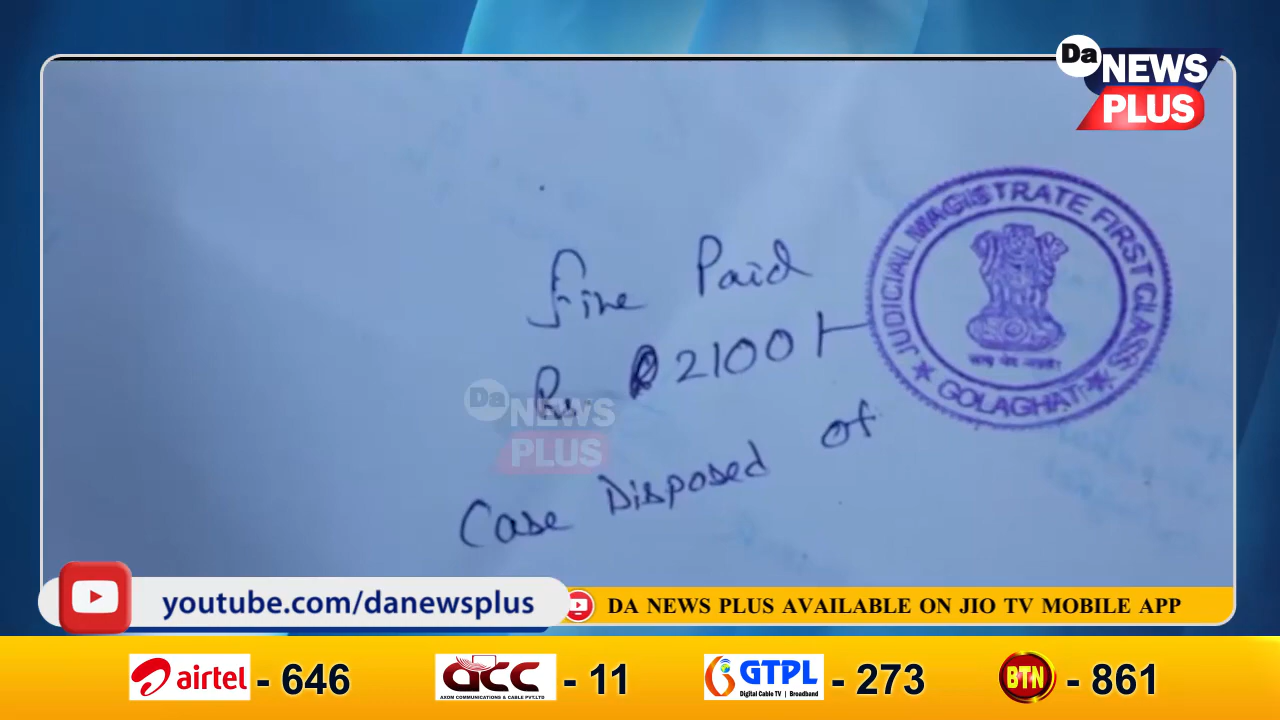 Da NEWS
PLUS
Fine Paid
Rs. 2100/-
Case Disposed of
JUDICIAL MAGISTRATE FIRST CLASS
★ GOLAGHAT ★
Da NEWS
PLUS
youtube.com/danewsplus
DA NEWS PLUS AVAILABLE ON JIO TV MOBILE APP
airtel - 646
ACC - 11
AXOM COMMUNICATIONS & CABLE PVT.LTD
GTPL - 273
Digital Cable TV | Broadband
BTN - 861